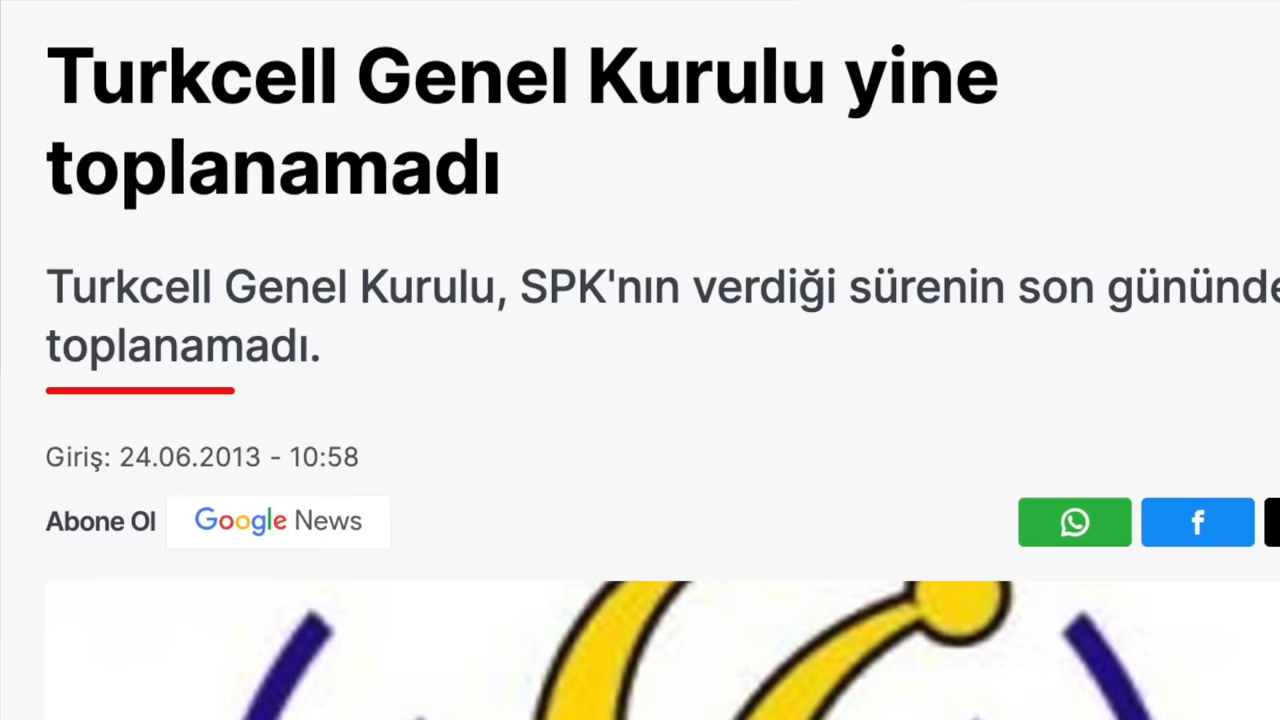 Turkcell Genel Kurulu yine
toplanamadı
Turkcell Genel Kurulu, SPK'nın verdiği sürenin son gününde
toplanamadı.
Giriş: 24.06.2013 - 10:58
Abone Ol Google News